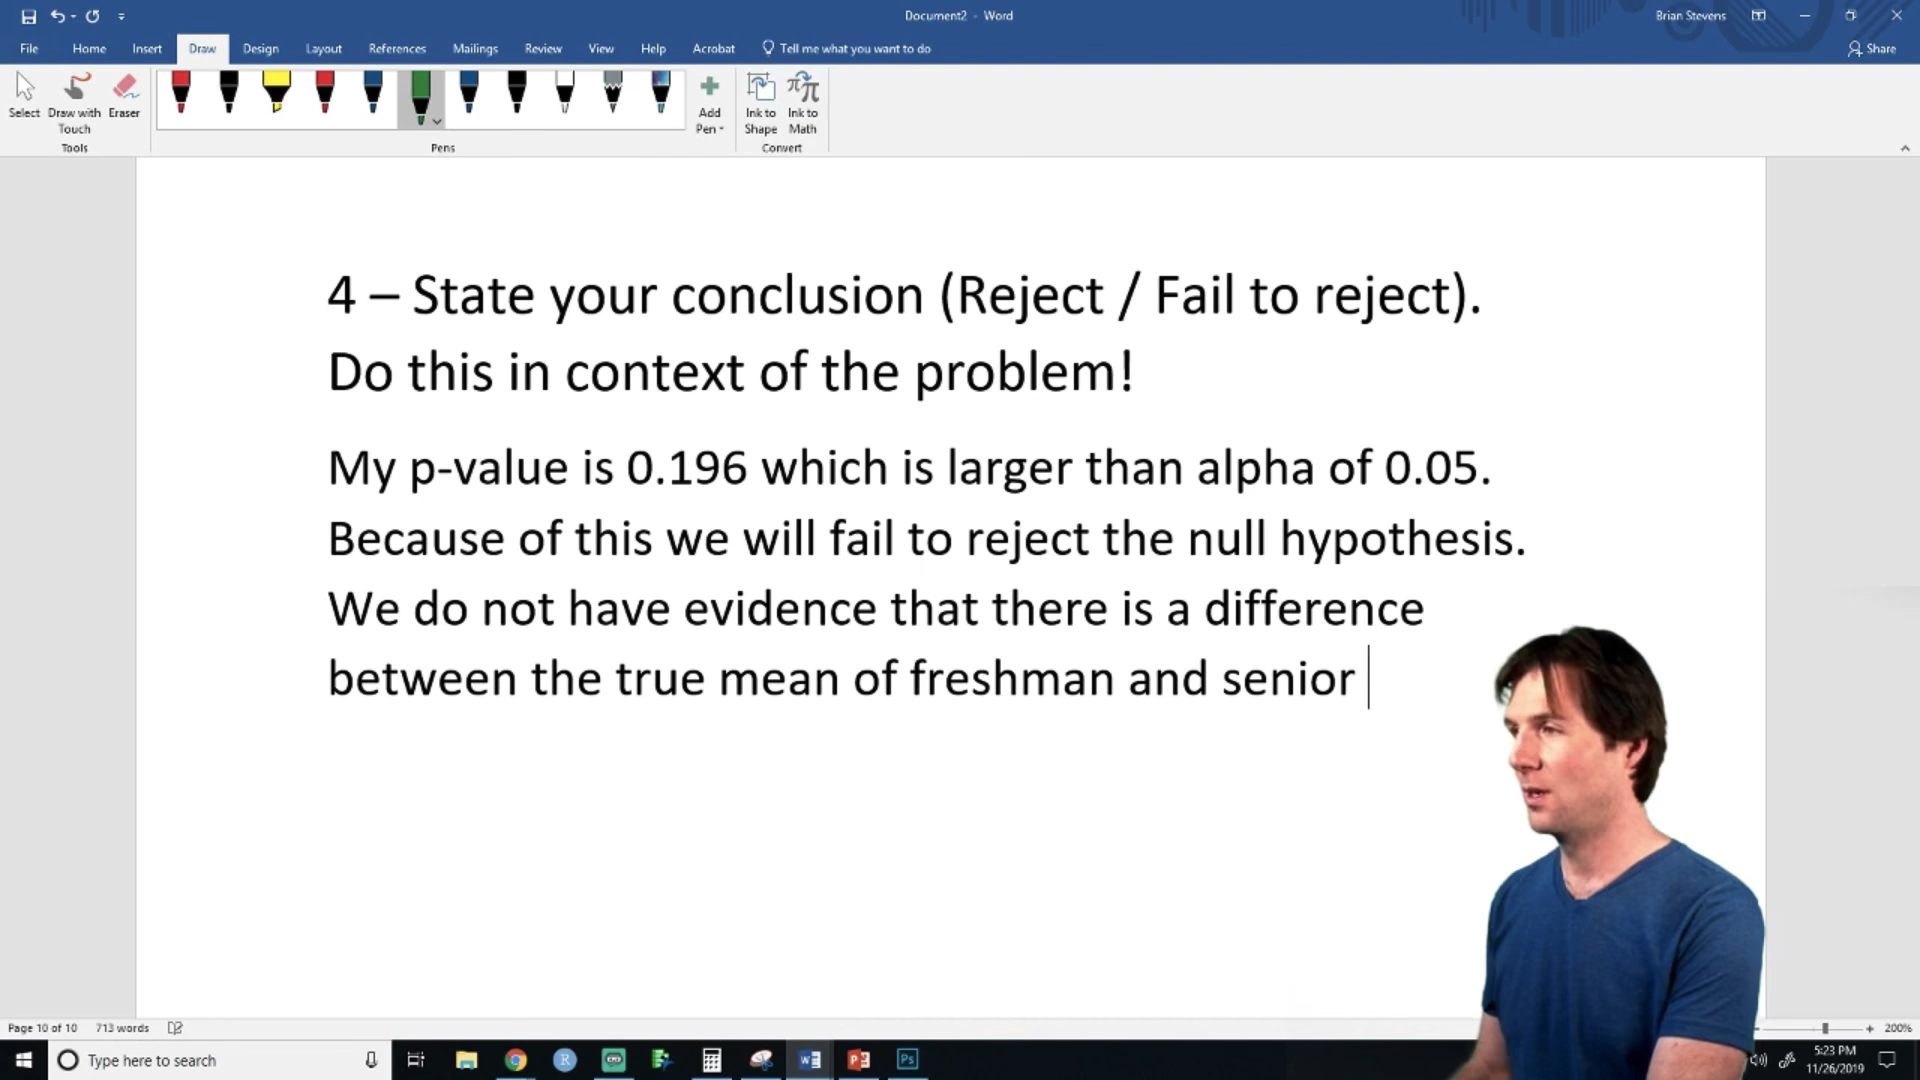 Document2 - Word
Brian Stevens
File Home Insert Draw Design Layout References Mailings Review View Help Acrobat Tell me what you want to do
Share
Select
Draw with Touch
Eraser
Add Pen
Ink to Shape
Ink to Math
Tools Pens Convert
4 – State your conclusion (Reject / Fail to reject).
Do this in context of the problem!
My p-value is 0.196 which is larger than alpha of 0.05.
Because of this we will fail to reject the null hypothesis.
We do not have evidence that there is a difference
between the true mean of freshman and senior
Page 10 of 10 713 words
200%
Type here to search
R
W
P
Ps
5:23 PM
11/26/2019